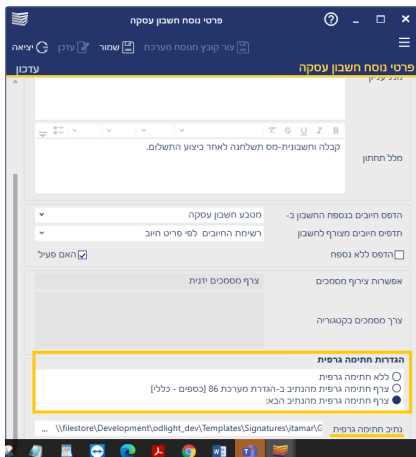 פרטי נוסח חשבון עסקה
צור קובץ מנוסח מערכת שמור עדכן יציאה
פרטי נוסח חשבון עסקה עדכון
מלל עליון
B I U G
קבלה וחשבונית-מס תשלחנה לאחר ביצוע התשלום.
מלל תחתון
הדפס חיובים בנספח החשבון ב- מטבע חשבון עסקה
תדפיס חיובים מצורף לחשבון רשימת החיובים לפי פריט חיוב
הדפס ללא נספח האם פעיל
אפשרות צירוף מסמכים צרף מסמכים ידנית
צרף מסמכים בקטגוריה
הגדרות חתימה גרפית
ללא חתימה גרפית
צרף חתימה גרפית מהנתיב ב-הגדרת מערכת 86 [כספים - כללי]
צרף חתימה גרפית מהנתיב הבא:
נתיב חתימה גרפית \\filestore\Development\odlight_dev\Templates\Signatures\itamar\G ...